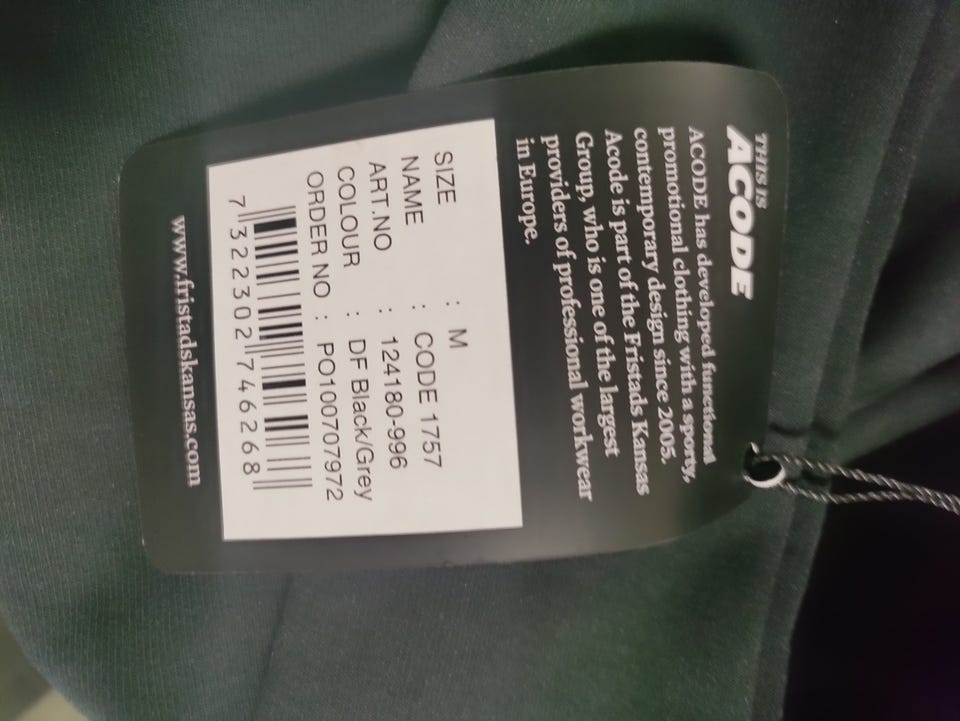 THIS IS
ACODE
ACODE has developed functional
promotional clothing with a sporty,
contemporary design since 2005.
Acode is part of the Fristads Kansas
Group, who is one of the largest
providers of professional workwear
in Europe.
SIZE : M
NAME : CODE 1757
ART.NO : 124180-996
COLOUR : DF Black/Grey
ORDER NO : PO100707972
7 322302 746268
www.fristadskansas.com